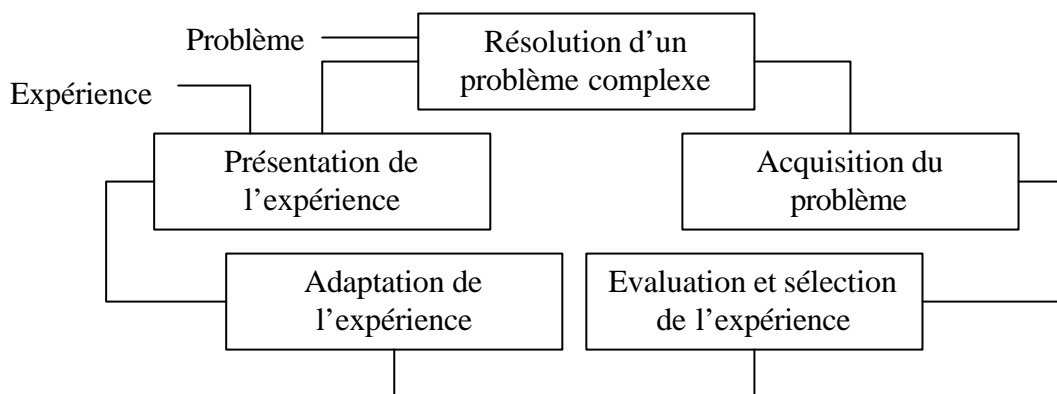 Problème
Résolution d’un
problème complexe
Expérience
Présentation de
l’expérience
Acquisition du
problème
Adaptation de
l’expérience
Evaluation et sélection
de l’expérience